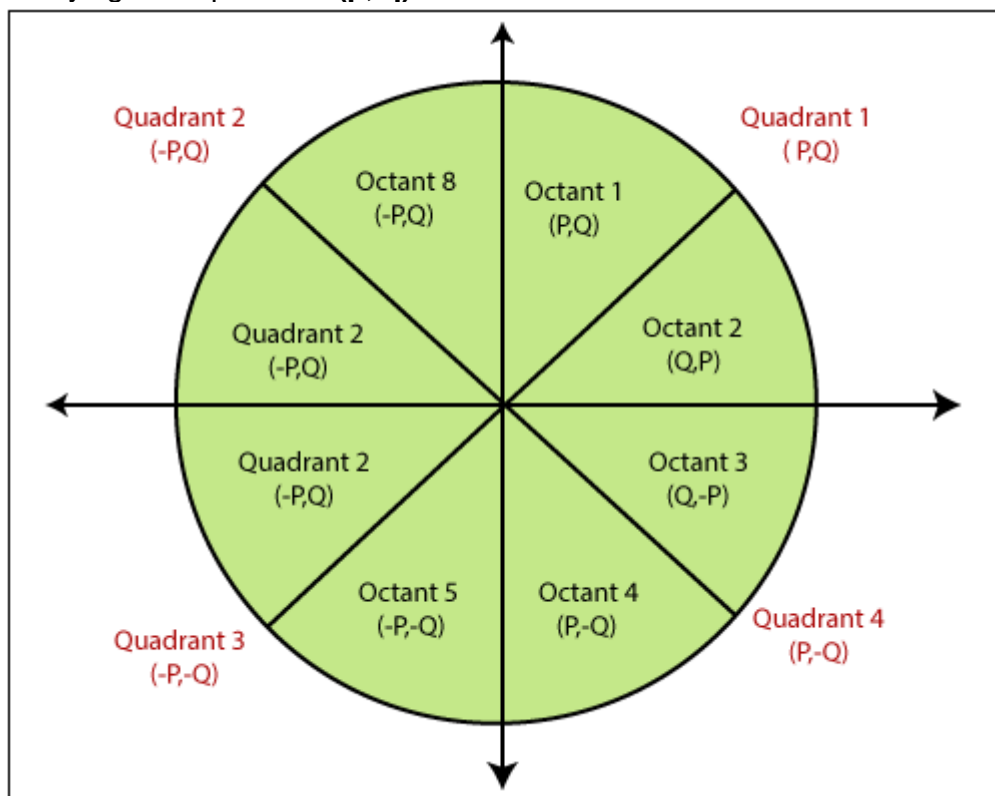 Quadrant 2
(-P,Q)
Quadrant 1
( P,Q)
Octant 8
(-P,Q)
Octant 1
(P,Q)
Quadrant 2
(-P,Q)
Octant 2
(Q,P)
Quadrant 2
(-P,Q)
Octant 3
(Q,-P)
Octant 5
(-P,-Q)
Octant 4
(P,-Q)
Quadrant 3
(-P,-Q)
Quadrant 4
(P,-Q)